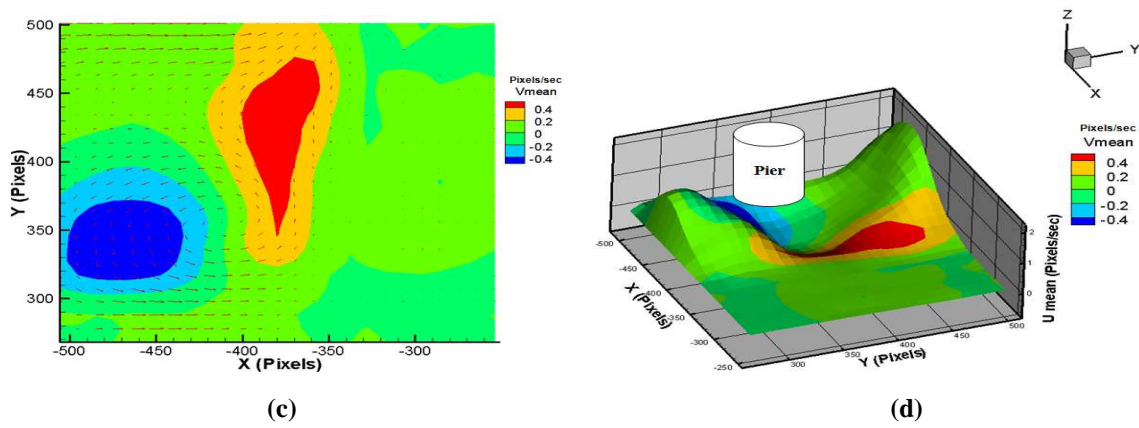 500
450
400
350
300
-500
-450
-400
-350
-300
Y (Pixels)
X (Pixels)
Pixels/sec
Vmean
0.4
0.2
0
-0.2
-0.4
(c)
Z
Y
X
Pixels/sec
Vmean
0.4
0.2
0
-0.2
-0.4
Pier
2
1
0
U mean (Pixels/sec)
-500
-450
-400
-350
-300
-250
X (Pixels)
300
350
400
450
500
Y (Pixels)
(d)